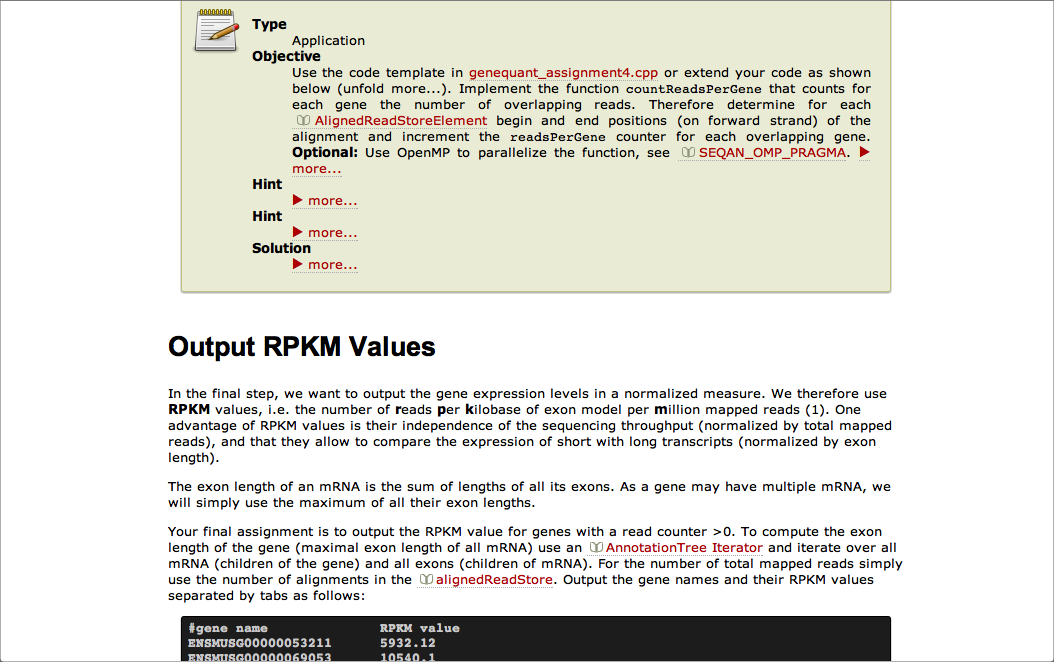 Type
Application
Objective
Use the code template in genequant_assignment4.cpp or extend your code as shown
below (unfold more...). Implement the function countReadsPerGene that counts for
each gene the number of overlapping reads. Therefore determine for each
AlignedReadStoreElement begin and end positions (on forward strand) of the
alignment and increment the readsPerGene counter for each overlapping gene.
Optional: Use OpenMP to parallelize the function, see SEQAN_OMP_PRAGMA.
more...
Hint
more...
Hint
more...
Solution
more...
Output RPKM Values
In the final step, we want to output the gene expression levels in a normalized measure. We therefore use
RPKM values, i.e. the number of reads per kilobase of exon model per million mapped reads (1). One
advantage of RPKM values is their independence of the sequencing throughput (normalized by total mapped
reads), and that they allow to compare the expression of short with long transcripts (normalized by exon
length).
The exon length of an mRNA is the sum of lengths of all its exons. As a gene may have multiple mRNA, we
will simply use the maximum of all their exon lengths.
Your final assignment is to output the RPKM value for genes with a read counter >0. To compute the exon
length of the gene (maximal exon length of all mRNA) use an AnnotationTree Iterator and iterate over all
mRNA (children of the gene) and all exons (children of mRNA). For the number of total mapped reads simply
use the number of alignments in the alignedReadStore. Output the gene names and their RPKM values
separated by tabs as follows:
#gene name RPKM value
ENSMUSG00000053211 5932.12
ENSMUSG00000069053 10540.1